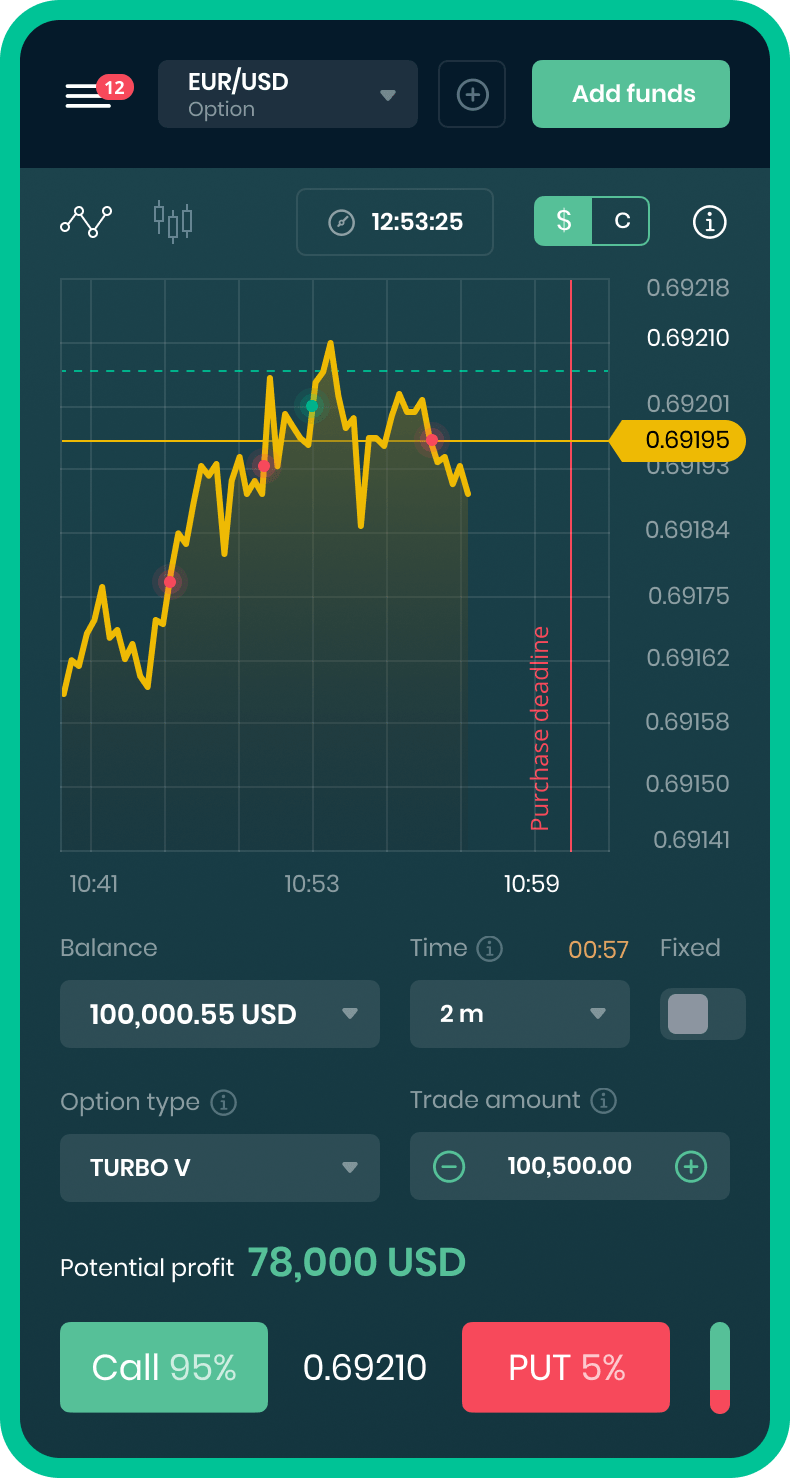 12
EUR/USD
Option
Add funds
12:53:25
$
C
0.69218
0.69210
0.69201
0.69195
0.69193
0.69184
0.69175
0.69162
0.69158
0.69150
0.69141
Purchase deadline
10:41
10:53
10:59
Balance
Time
00:57
Fixed
100,000.55 USD
2 m
Option type
Trade amount
TURBO V
100,500.00
Potential profit 78,000 USD
Call 95%
0.69210
PUT 5%